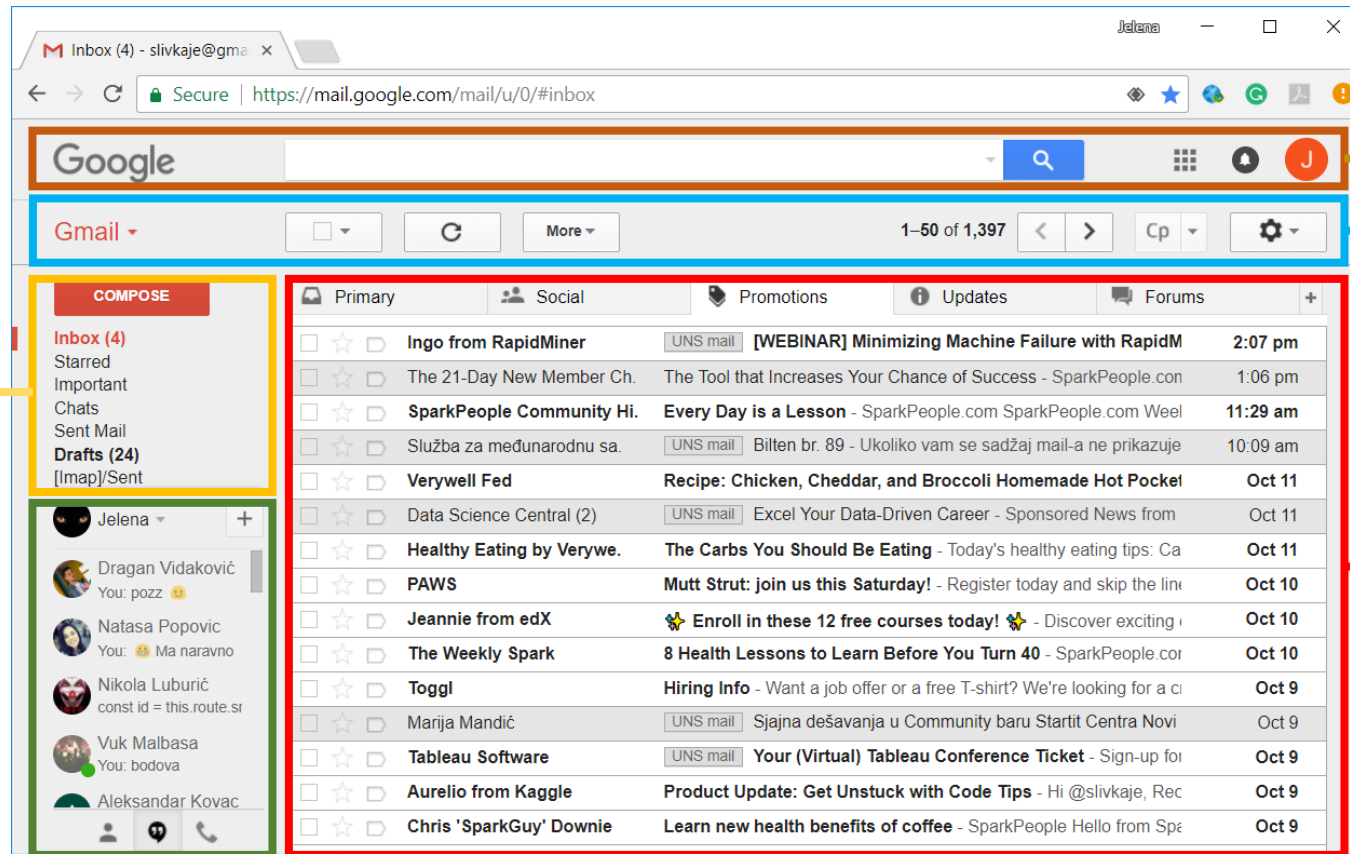 Jelena
Inbox (4) - slivkaje@gma
Secure | https://mail.google.com/mail/u/0/#inbox
Google
J
Gmail
More
1–50 of 1,397
Cp
COMPOSE
Inbox (4)
Starred
Important
Chats
Sent Mail
Drafts (24)
[Imap]/Sent
Jelena
Dragan Vidaković
You: pozz 🙂
Natasa Popovic
You: 😀 Ma naravno
Nikola Luburić
const id = this.route.sr
Vuk Malbasa
You: bodova
Aleksandar Kovac
Primary Social Promotions Updates Forums +
Ingo from RapidMiner UNS mail [WEBINAR] Minimizing Machine Failure with RapidM 2:07 pm
The 21-Day New Member Ch. The Tool that Increases Your Chance of Success - SparkPeople.con 1:06 pm
SparkPeople Community Hi. Every Day is a Lesson - SparkPeople.com SparkPeople.com Weel 11:29 am
Služba za međunarodnu sa. UNS mail Bilten br. 89 - Ukoliko vam se sadžaj mail-a ne prikazuje 10:09 am
Verywell Fed Recipe: Chicken, Cheddar, and Broccoli Homemade Hot Pocket Oct 11
Data Science Central (2) UNS mail Excel Your Data-Driven Career - Sponsored News from Oct 11
Healthy Eating by Verywe. The Carbs You Should Be Eating - Today's healthy eating tips: Ca Oct 11
PAWS Mutt Strut: join us this Saturday! - Register today and skip the line Oct 10
Jeannie from edX ✨ Enroll in these 12 free courses today! ✨ - Discover exciting Oct 10
The Weekly Spark 8 Health Lessons to Learn Before You Turn 40 - SparkPeople.cor Oct 10
Toggl Hiring Info - Want a job offer or a free T-shirt? We're looking for a Oct 9
Marija Mandić UNS mail Sjajna dešavanja u Community baru Startit Centra Novi Oct 9
Tableau Software UNS mail Your (Virtual) Tableau Conference Ticket - Sign-up for Oct 9
Aurelio from Kaggle Product Update: Get Unstuck with Code Tips - Hi @slivkaje, Rec Oct 9
Chris 'SparkGuy' Downie Learn new health benefits of coffee - SparkPeople Hello from Spa Oct 9